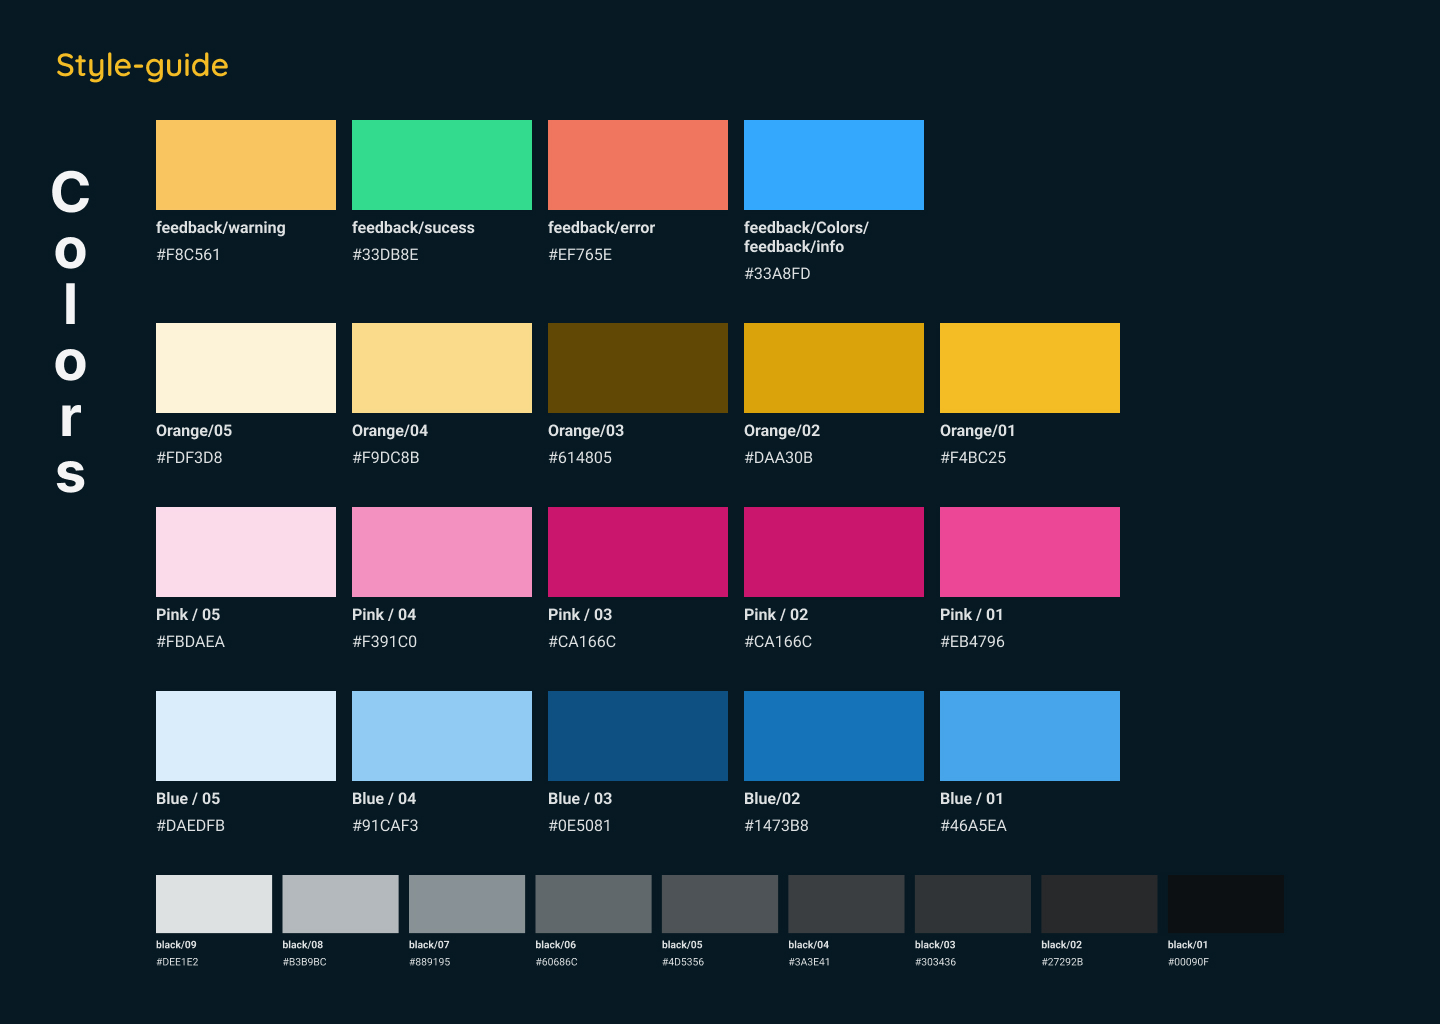 Style-guide
Colors
feedback/warning
#F8C561
feedback/sucess
#33DB8E
feedback/error
#EF765E
feedback/Colors/
feedback/info
#33A8FD
Orange/05
#FDF3D8
Orange/04
#F9DC8B
Orange/03
#614805
Orange/02
#DAA30B
Orange/01
#F4BC25
Pink / 05
#FBDAEA
Pink / 04
#F391C0
Pink / 03
#CA166C
Pink / 02
#CA166C
Pink / 01
#EB4796
Blue / 05
#DAEDFB
Blue / 04
#91CAF3
Blue / 03
#0E5081
Blue/02
#1473B8
Blue / 01
#46A5EA
black/09
#DEE1E2
black/08
#B3B9BC
black/07
#889195
black/06
#60686C
black/05
#4D5356
black/04
#3A3E41
black/03
#303436
black/02
#27292B
black/01
#00090F